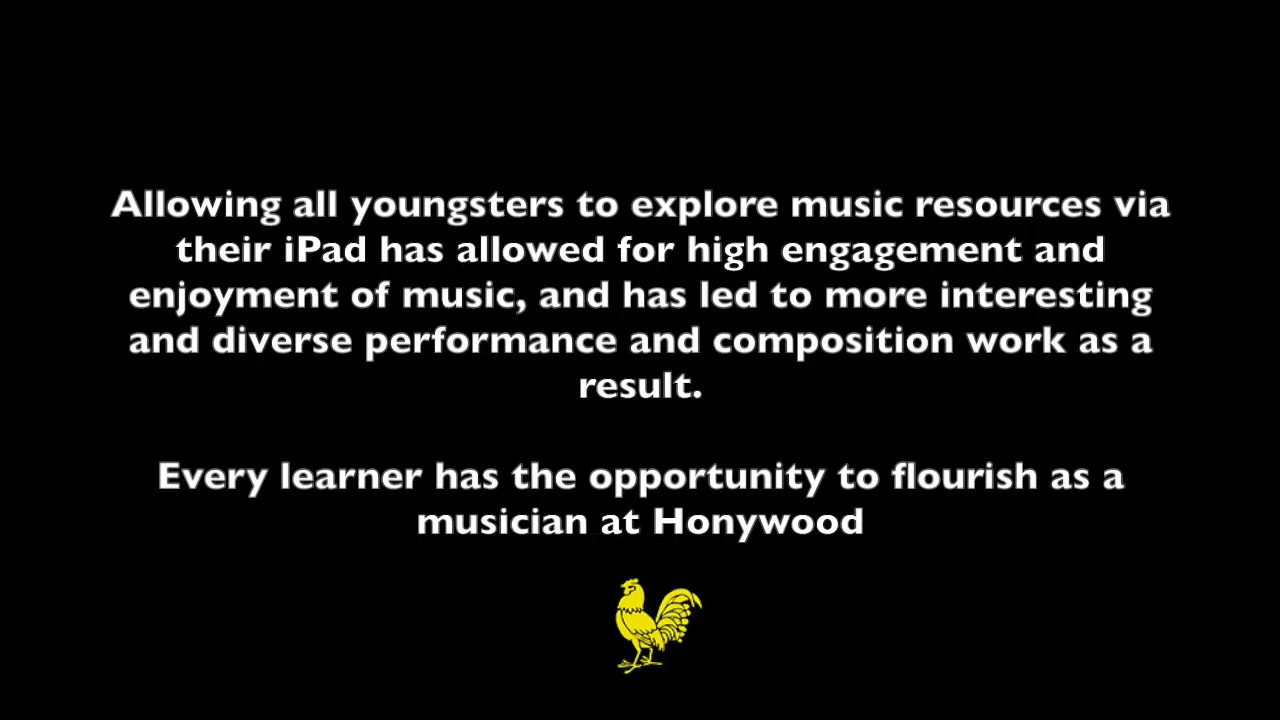 Allowing all youngsters to explore music resources via
their iPad has allowed for high engagement and
enjoyment of music, and has led to more interesting
and diverse performance and composition work as a
result.
Every learner has the opportunity to flourish as a
musician at Honywood